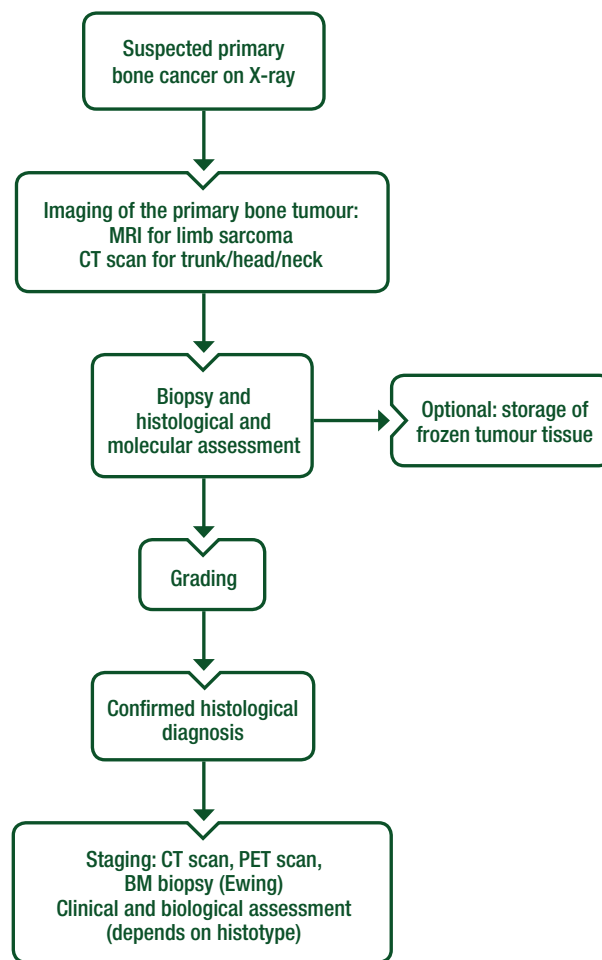 Suspected primary
bone cancer on X-ray
Imaging of the primary bone tumour:
MRI for limb sarcoma
CT scan for trunk/head/neck
Biopsy and
histological and
molecular assessment
Optional: storage of
frozen tumour tissue
Grading
Confirmed histological
diagnosis
Staging: CT scan, PET scan,
BM biopsy (Ewing)
Clinical and biological assessment
(depends on histotype)